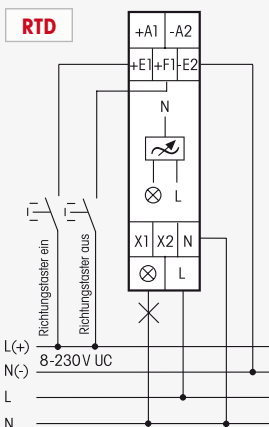 RTD
+A1 -A2
+E1 +F1 -E2
N
L
X1 X2 N
L
Richtungstaster ein
Richtungstaster aus
L(+)
8-230V UC
N(-)
L
N